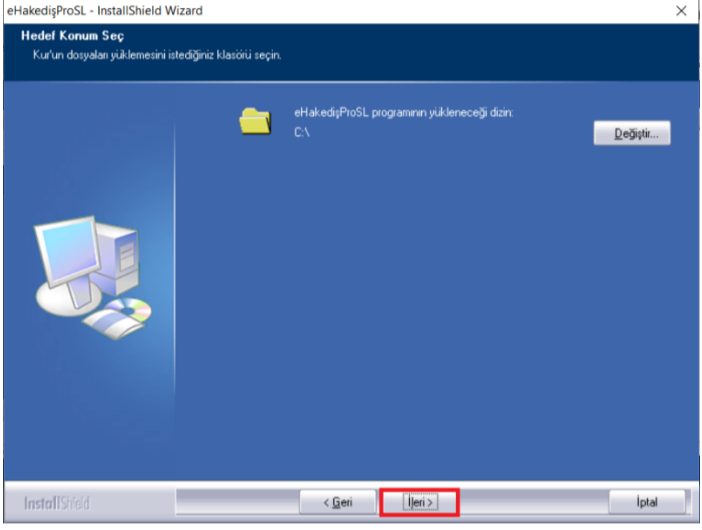 eHakedişProSL - InstallShield Wizard
Hedef Konum Seç
Kur'un dosyaları yüklemesini istediğiniz klasörü seçin.
eHakedişProSL programının yükleneceği dizin:
C:\
Değiştir...
InstallShield
< Geri
İleri >
İptal